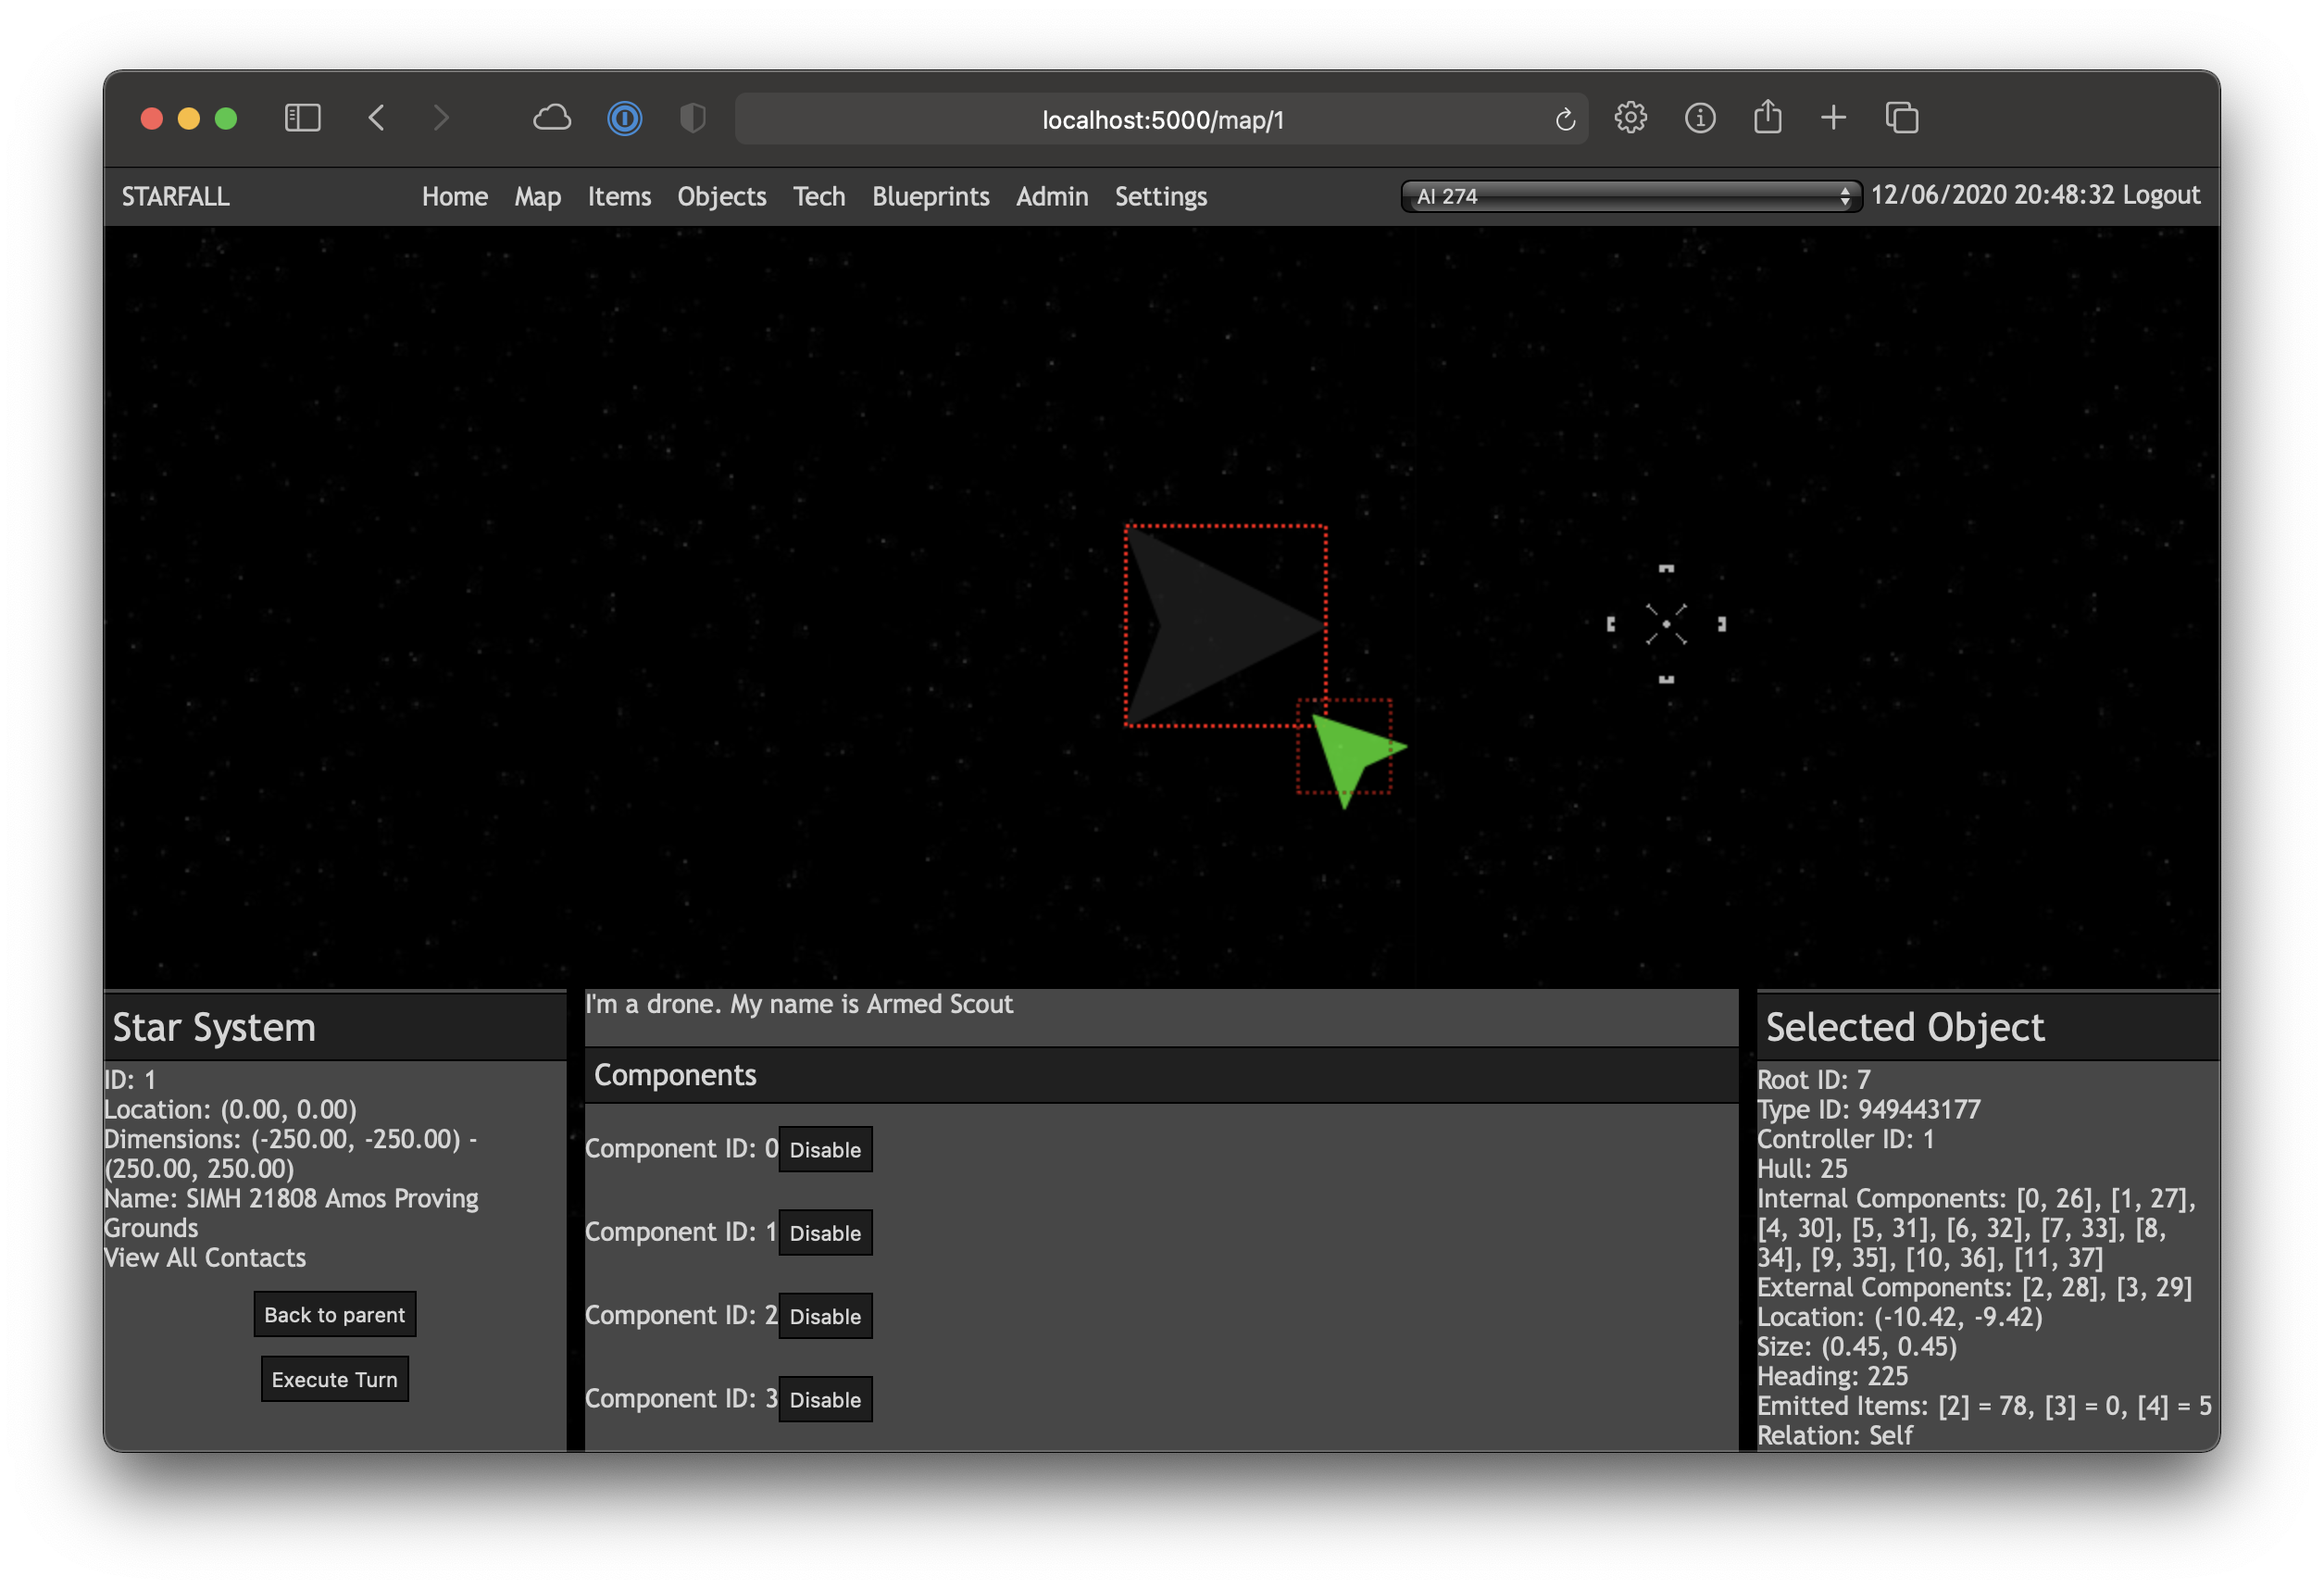 localhost:5000/map/1
STARFALL Home Map Items Objects Tech Blueprints Admin Settings AI 274 12/06/2020 20:48:32 Logout
Star System
ID: 1
Location: (0.00, 0.00)
Dimensions: (-250.00, -250.00) -
(250.00, 250.00)
Name: SIMH 21808 Amos Proving
Grounds
View All Contacts
Back to parent
Execute Turn
I'm a drone. My name is Armed Scout
Components
Component ID: 0 Disable
Component ID: 1 Disable
Component ID: 2 Disable
Component ID: 3 Disable
Selected Object
Root ID: 7
Type ID: 949443177
Controller ID: 1
Hull: 25
Internal Components: [0, 26], [1, 27],
[4, 30], [5, 31], [6, 32], [7, 33], [8,
34], [9, 35], [10, 36], [11, 37]
External Components: [2, 28], [3, 29]
Location: (-10.42, -9.42)
Size: (0.45, 0.45)
Heading: 225
Emitted Items: [2] = 78, [3] = 0, [4] = 5
Relation: Self